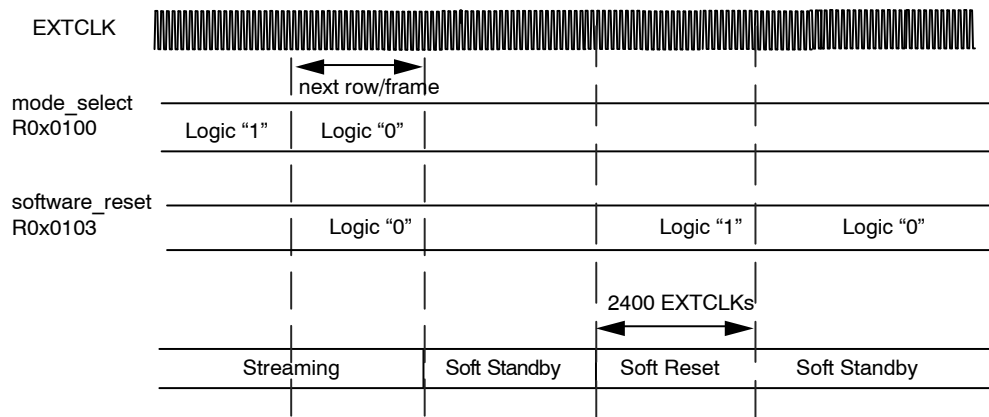 EXTCLK
next row/frame
mode_select
R0x0100
Logic “1”
Logic “0”
software_reset
R0x0103
Logic “0”
Logic “1”
Logic “0”
2400 EXTCLKs
Streaming
Soft Standby
Soft Reset
Soft Standby